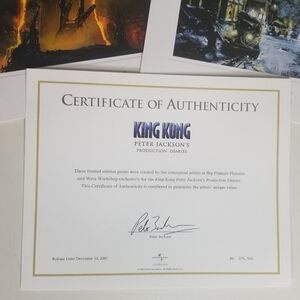 CERTIFICATE OF AUTHENTICITY
KING KONG
PETER JACKSON'S
PRODUCTION DIARIES
These limited edition prints were created by the conceptual artists at Big Primate Pictures
and Weta Workshop exclusively for the King Kong Peter Jackson's Production Diaries.
This Certificate of Authenticity is numbered to guarantee the prints' unique value.
Peter Jackson
Release Date: December 13, 2005